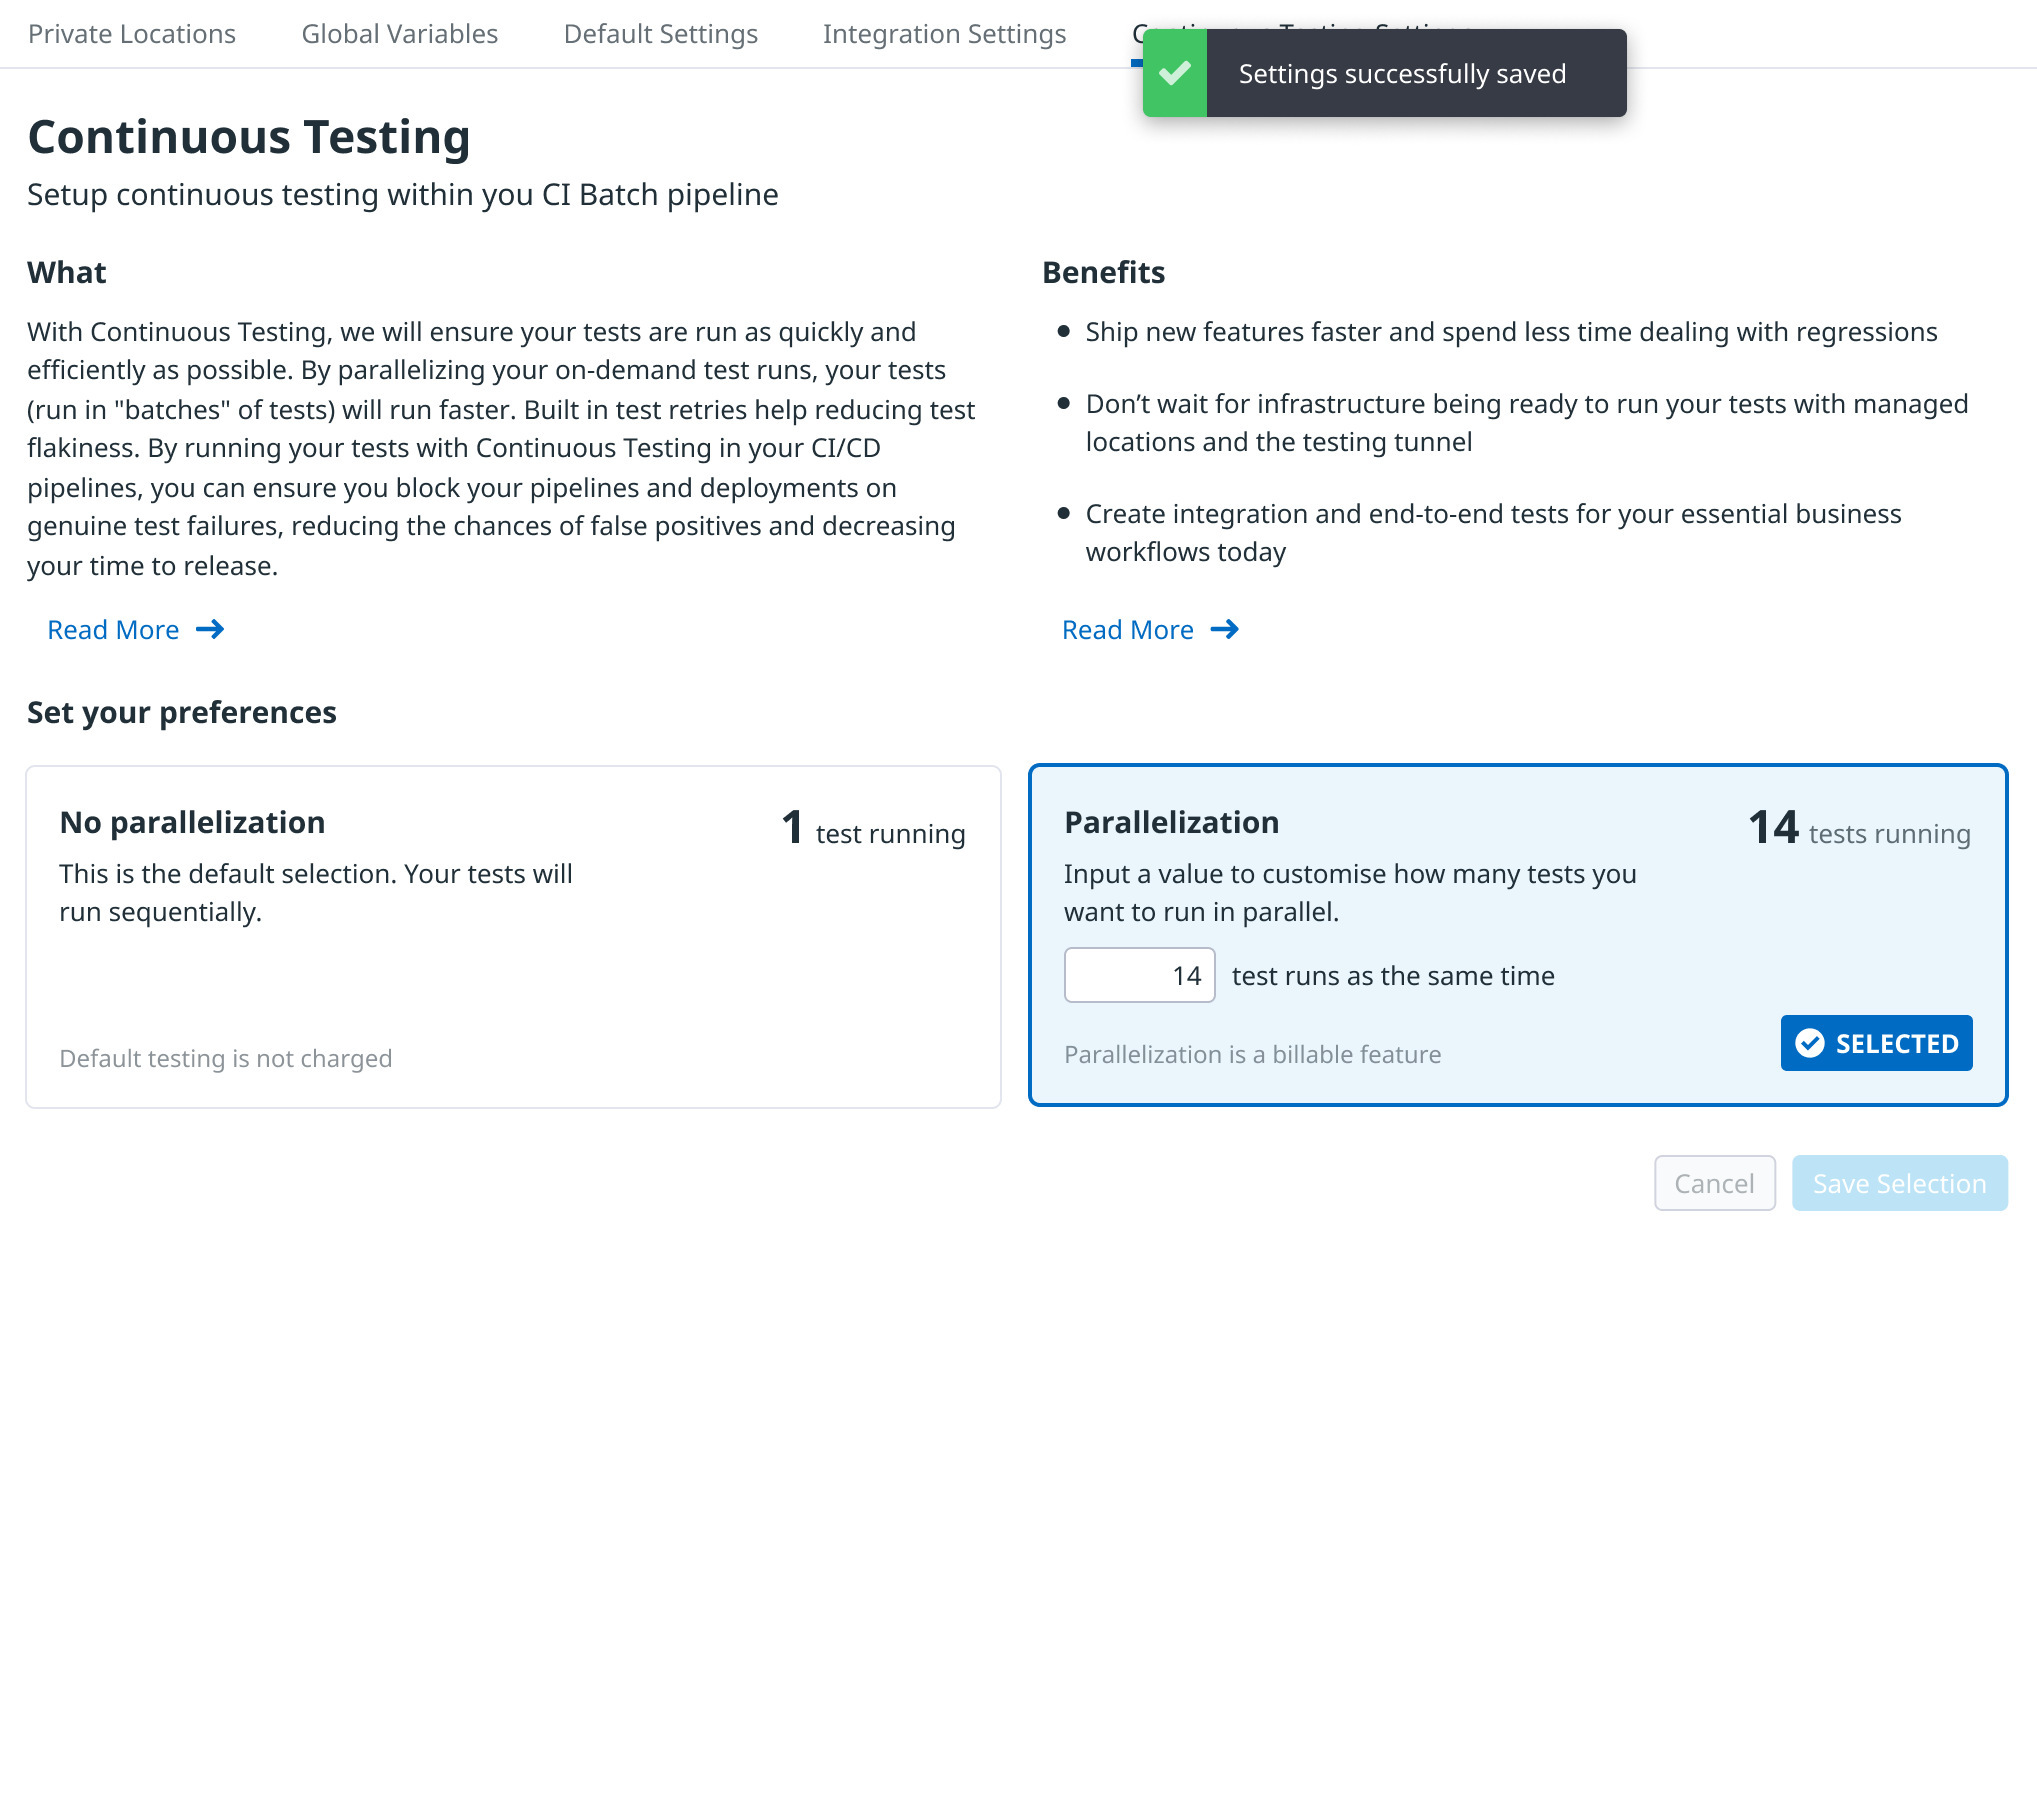 Private Locations
Global Variables
Default Settings
Integration Settings
Settings successfully saved
Continuous Testing
Setup continuous testing within you CI Batch pipeline
What
With Continuous Testing, we will ensure your tests are run as quickly and
efficiently as possible. By parallelizing your on-demand test runs, your tests
(run in "batches" of tests) will run faster. Built in test retries help reducing test
flakiness. By running your tests with Continuous Testing in your CI/CD
pipelines, you can ensure you block your pipelines and deployments on
genuine test failures, reducing the chances of false positives and decreasing
your time to release.
Read More
Benefits
Ship new features faster and spend less time dealing with regressions
Don’t wait for infrastructure being ready to run your tests with managed
locations and the testing tunnel
Create integration and end-to-end tests for your essential business
workflows today
Read More
Set your preferences
No parallelization
1 test running
This is the default selection. Your tests will
run sequentially.
Default testing is not charged
Parallelization
14 tests running
Input a value to customise how many tests you
want to run in parallel.
14 test runs as the same time
Parallelization is a billable feature
SELECTED
Cancel
Save Selection